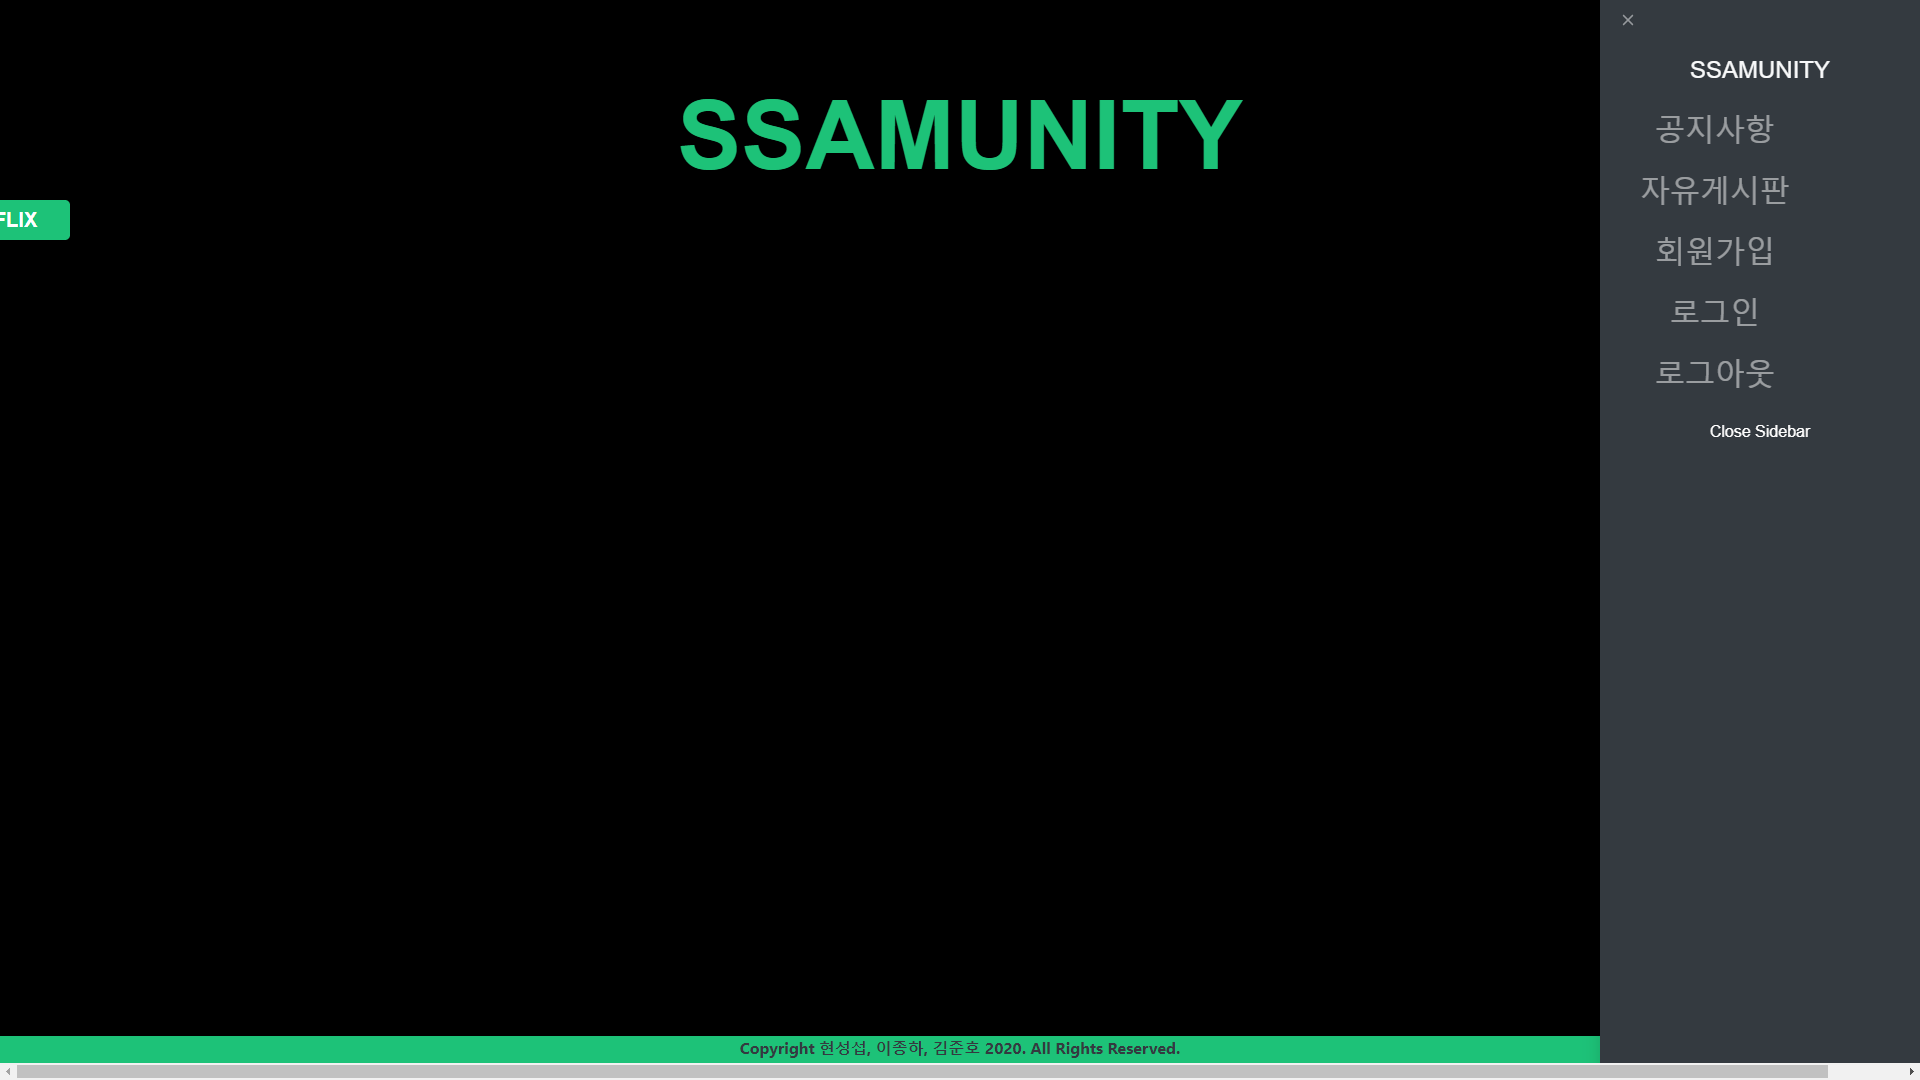 SSAMUNITY
FLIX
SSAMUNITY
공지사항
자유게시판
회원가입
로그인
로그아웃
Close Sidebar
Copyright 현성섭, 이종하, 김준호 2020. All Rights Reserved.